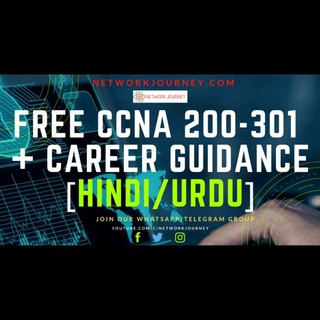 NETWORKJOURNEY.COM
NETWORK JOURNEY
FREE CCNA 200-301
+ CAREER GUIDANCE
[HINDI/URDU]
JOIN OUR WHATSAPP/TELEGRAM GROUP
YOUTUBE.COM/C/NETWORKJOURNEY